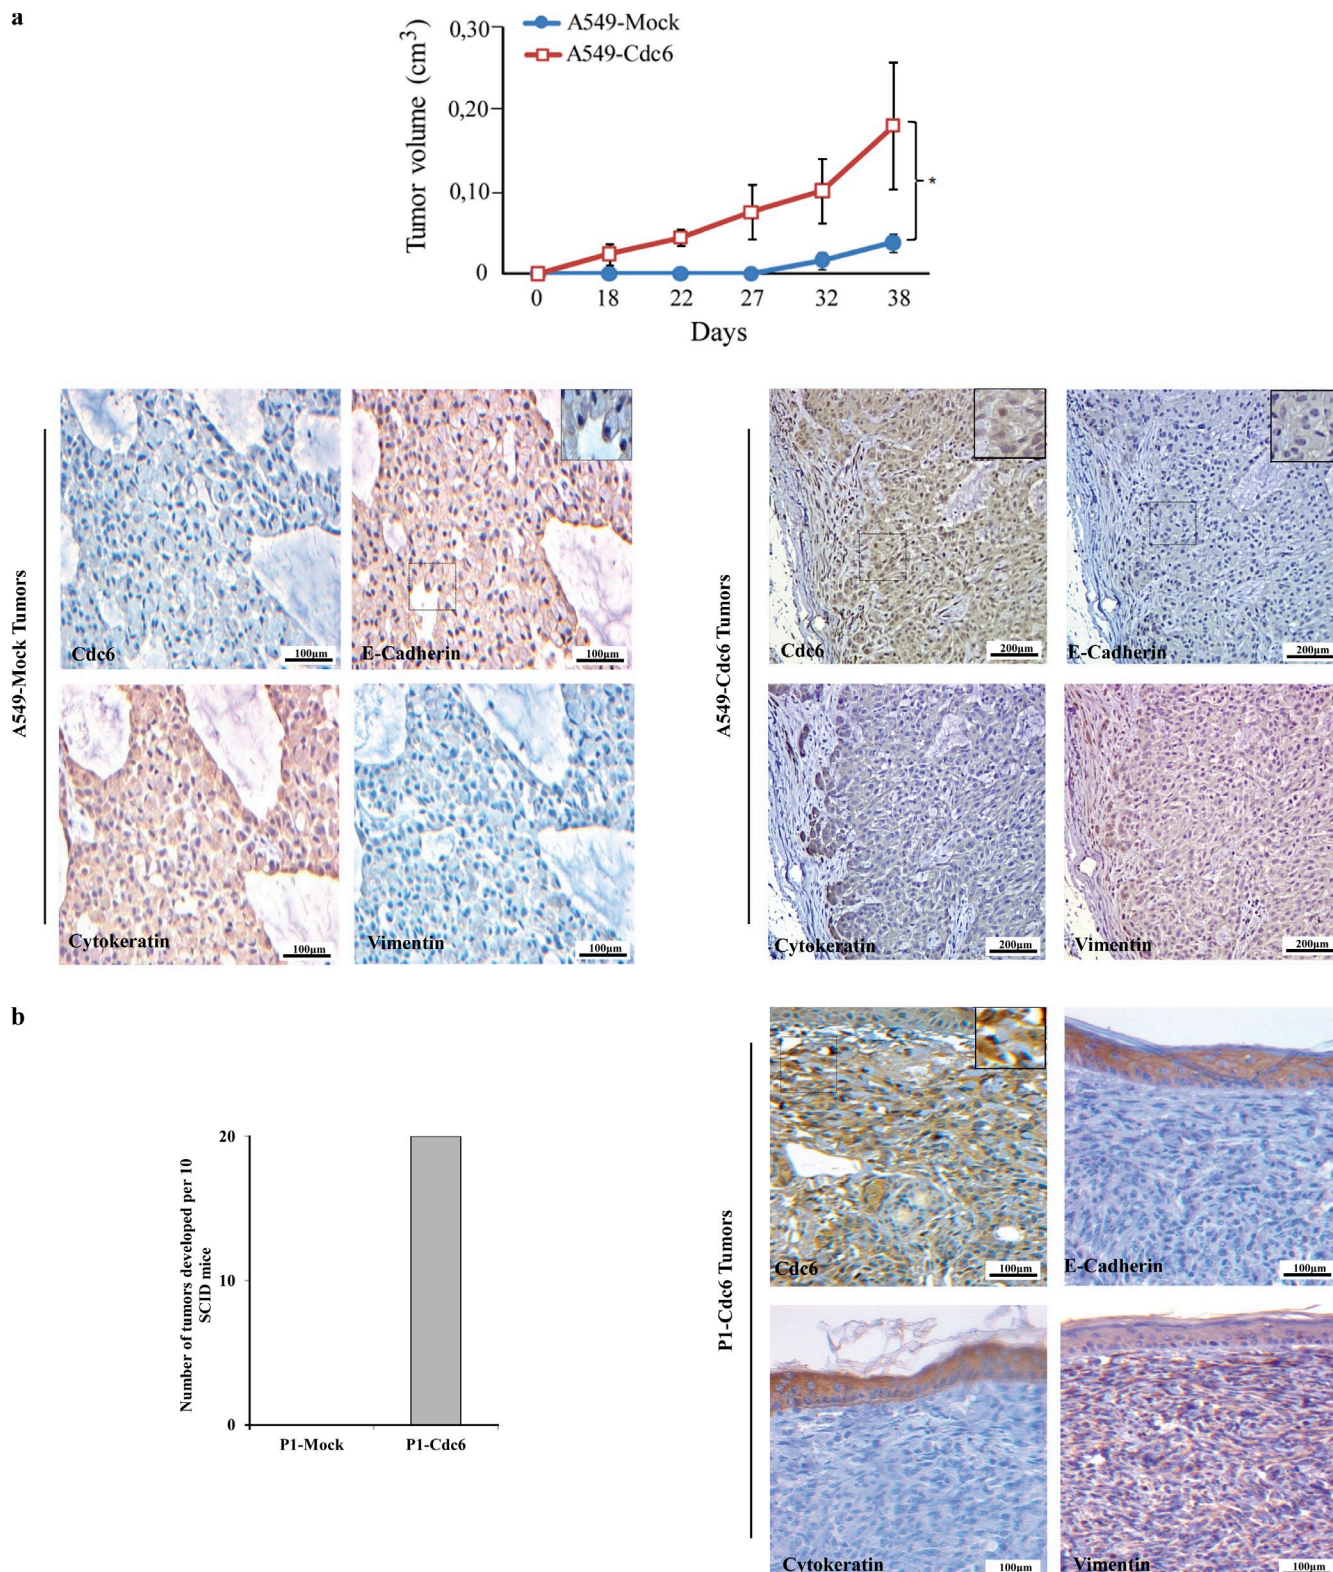 a
Tumor volume (cm³)
0,30
0,20
0,10
0
A549-Mock
A549-Cdc6
*
0 18 22 27 32 38
Days
A549-Mock Tumors
Cdc6
100µm
E-Cadherin
100µm
Cytokeratin
100µm
Vimentin
100µm
A549-Cdc6 Tumors
Cdc6
200µm
E-Cadherin
200µm
Cytokeratin
200µm
Vimentin
200µm
b
Number of tumors developed per 10
SCID mice
20
10
0
P1-Mock P1-Cdc6
P1-Cdc6 Tumors
Cdc6
100µm
E-Cadherin
100µm
Cytokeratin
100µm
Vimentin
100µm